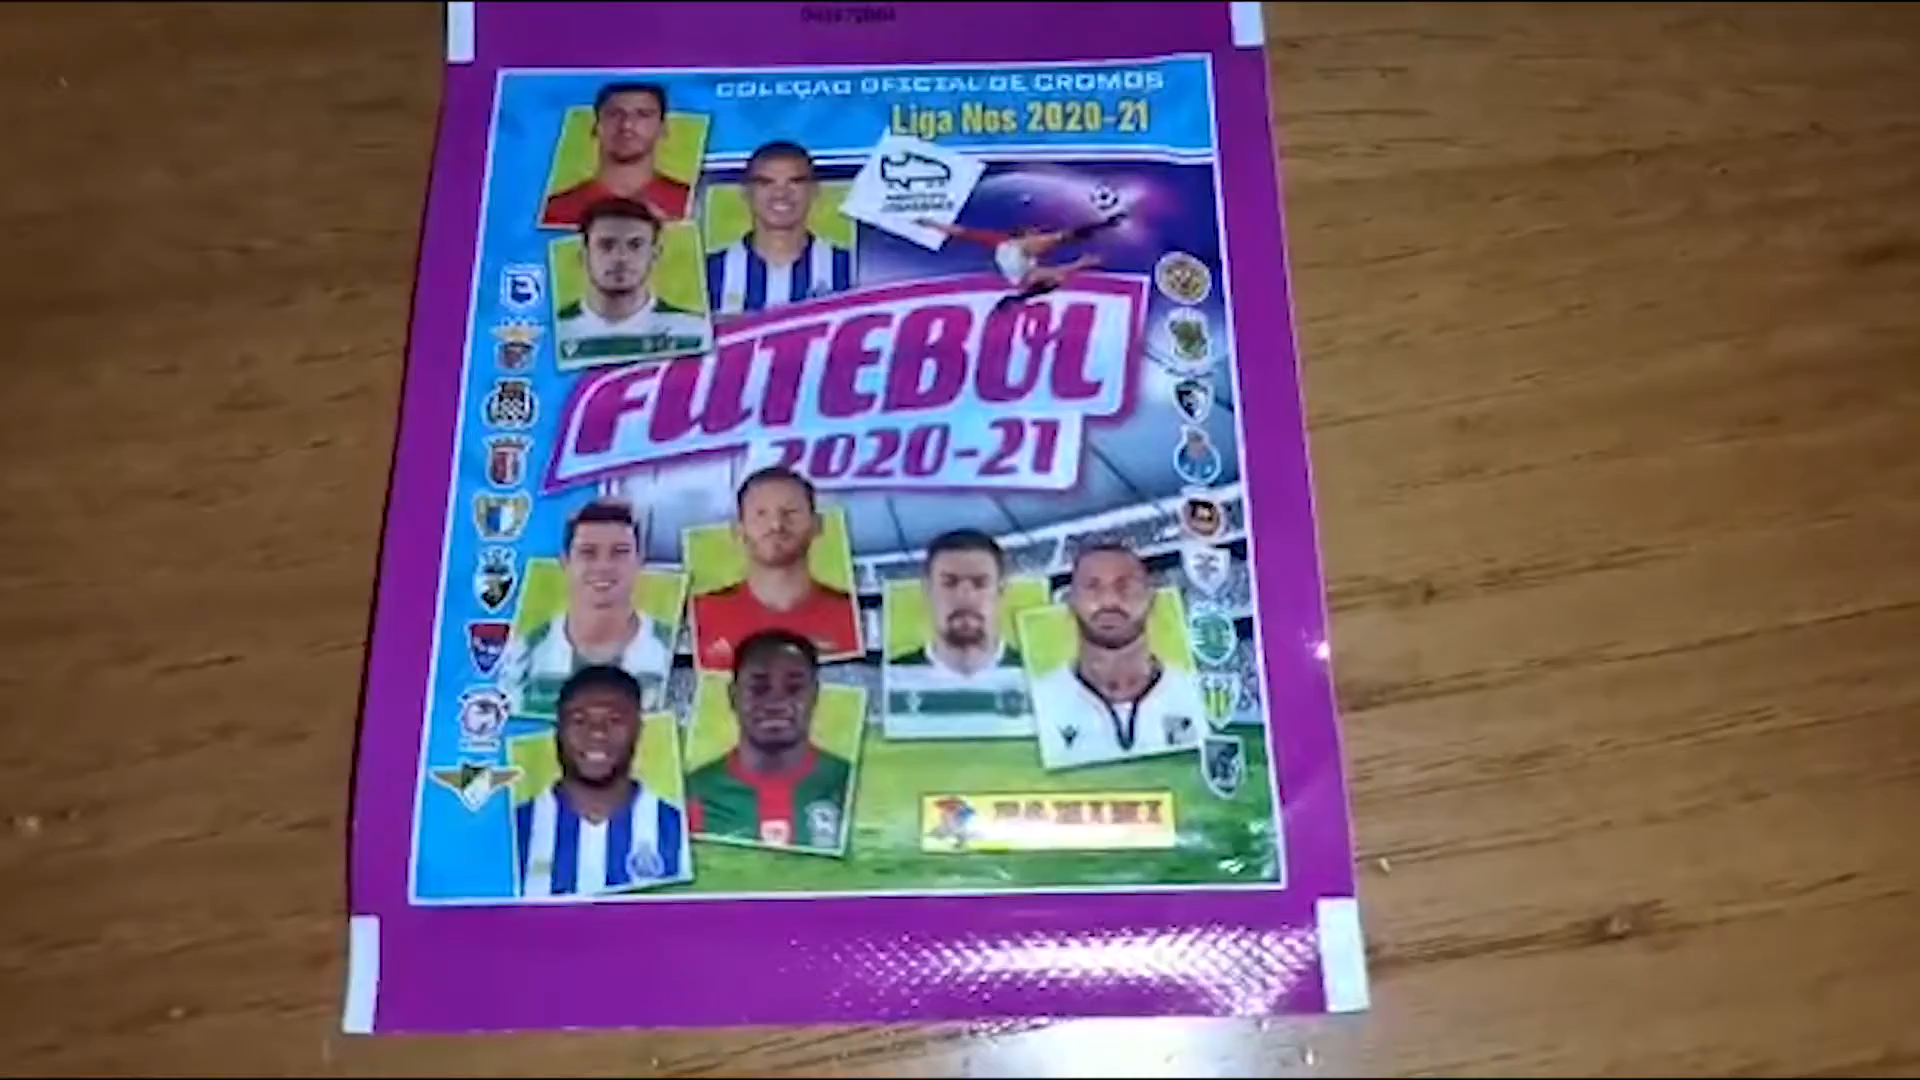 COLEÇÃO OFICIAL DE CROMOS
Liga Nos 2020-21
FUTEBOL
2020-21
PANINI